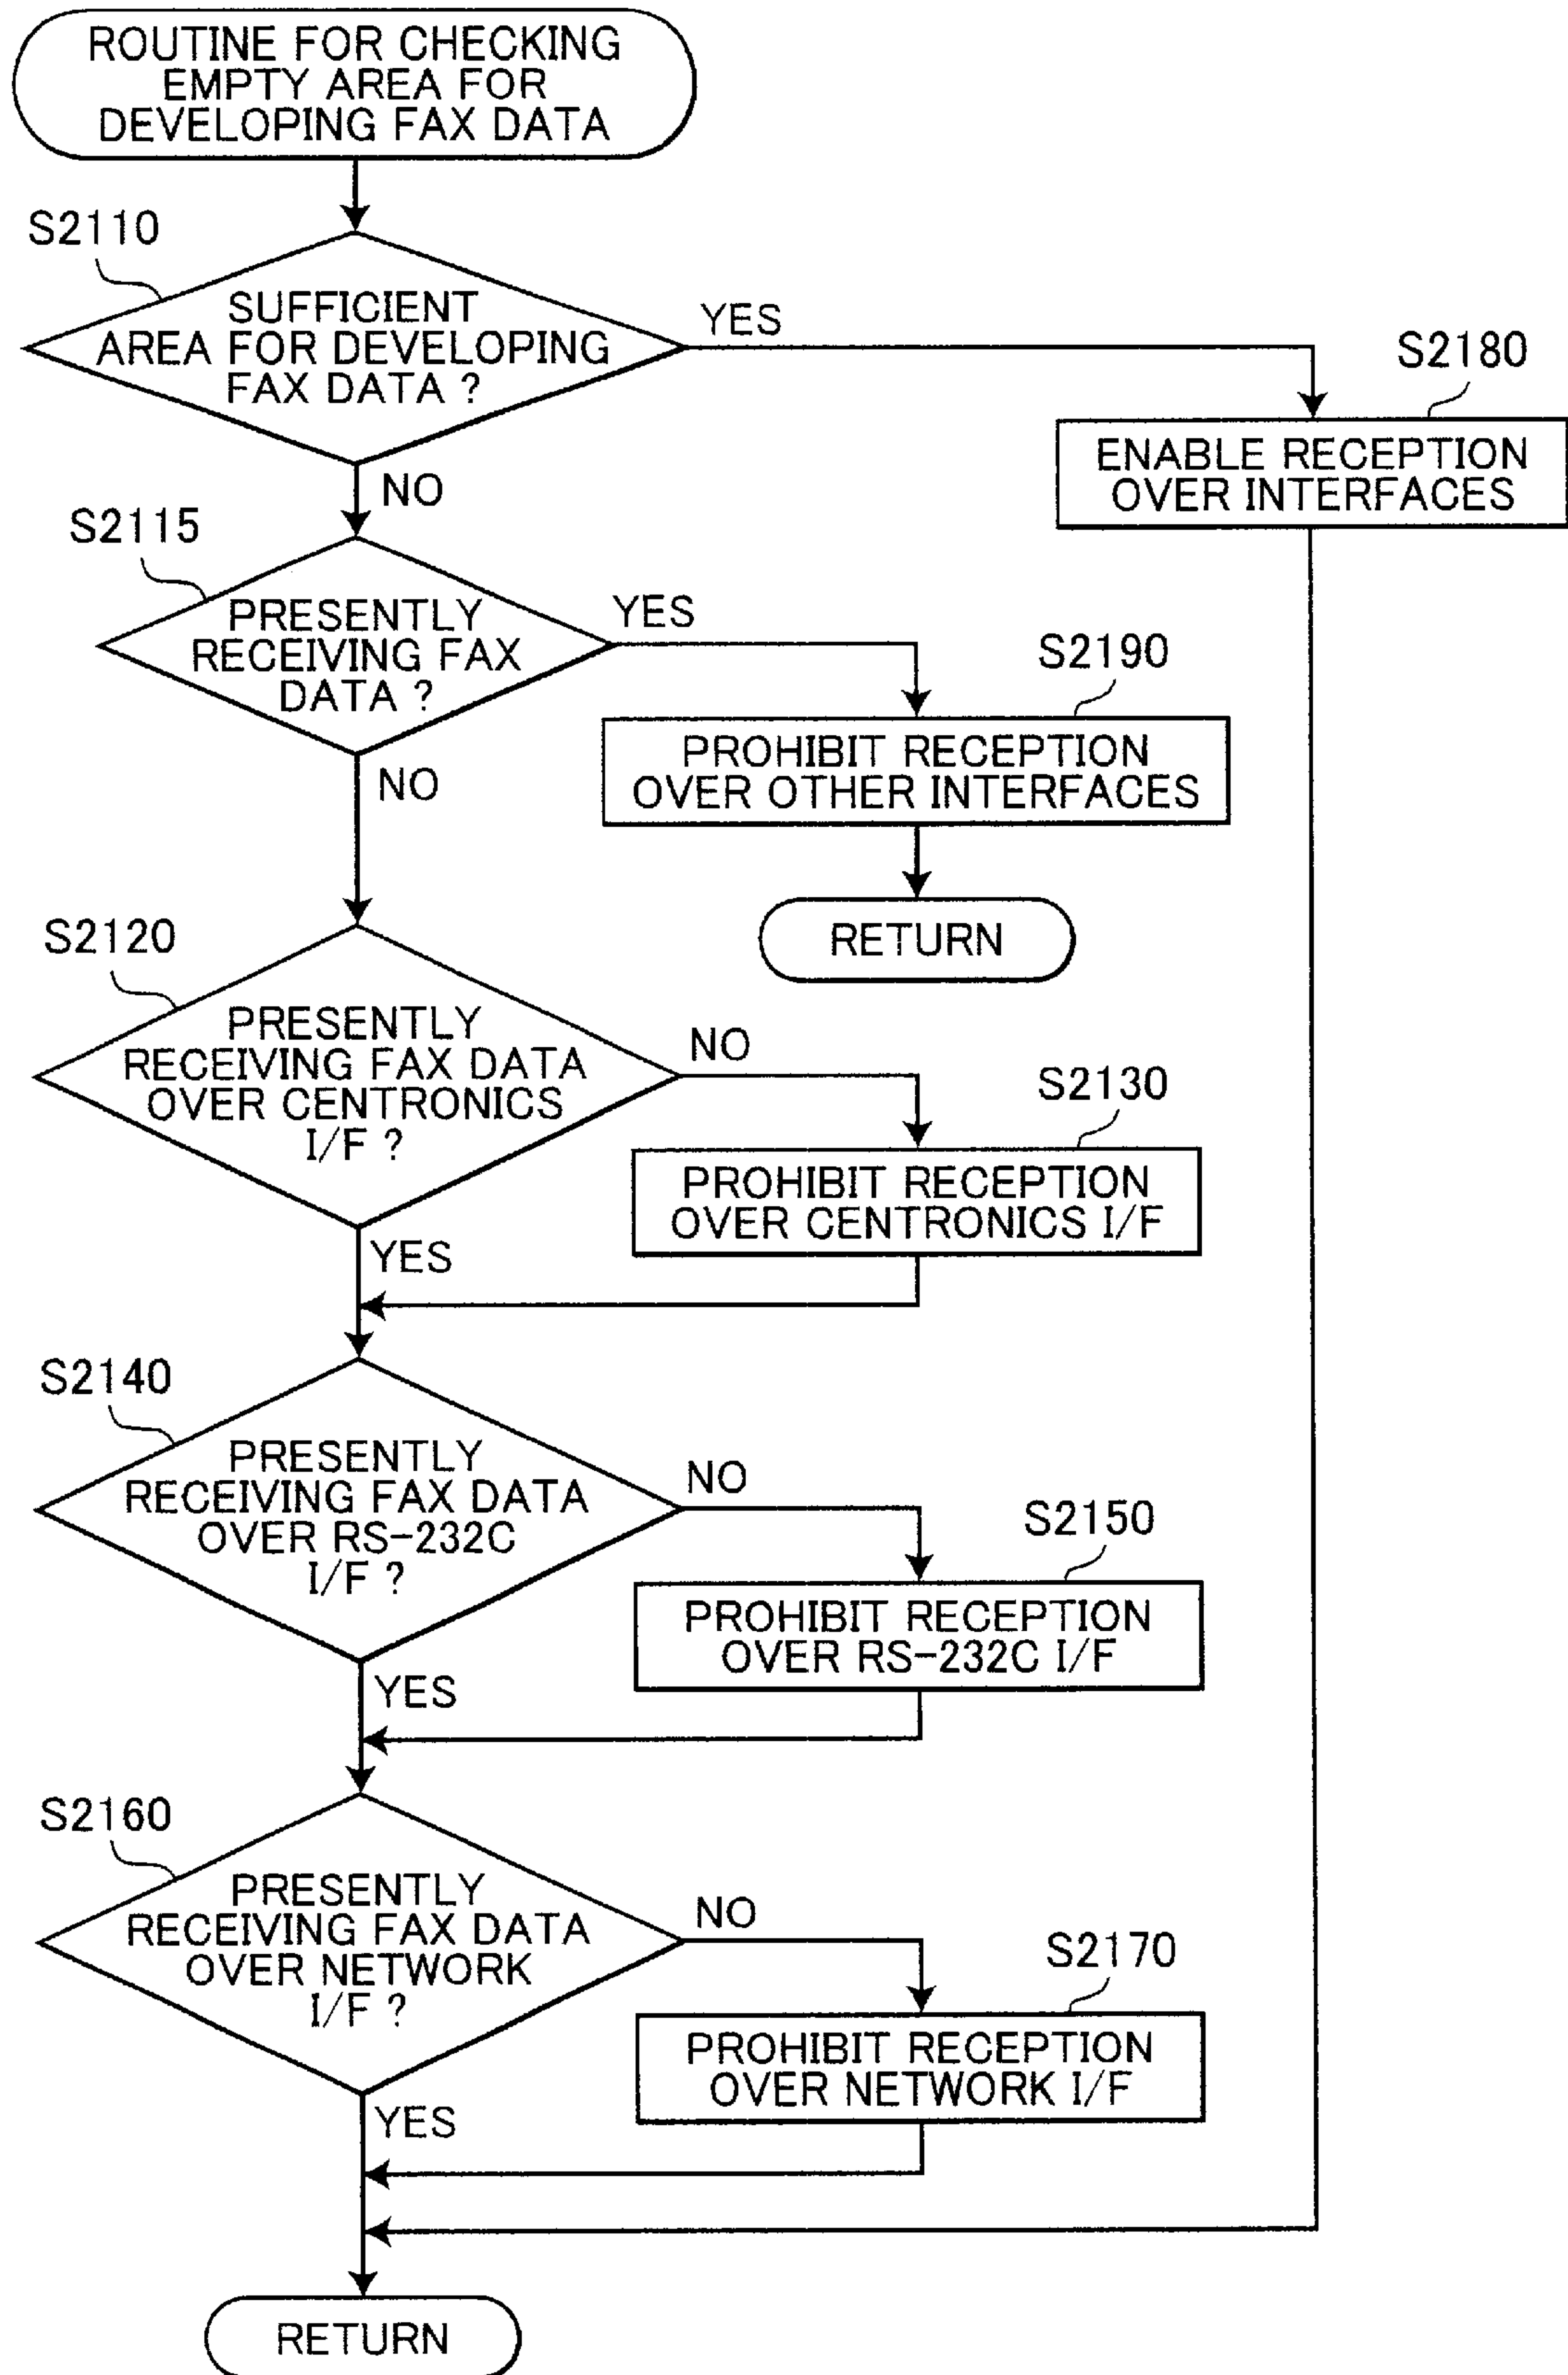 ROUTINE FOR CHECKING
EMPTY AREA FOR
DEVELOPING FAX DATA
S2110
SUFFICIENT
AREA FOR DEVELOPING
FAX DATA ?
YES
S2180
ENABLE RECEPTION
OVER INTERFACES
NO
S2115
PRESENTLY
RECEIVING FAX
DATA ?
YES
S2190
PROHIBIT RECEPTION
OVER OTHER INTERFACES
RETURN
NO
S2120
PRESENTLY
RECEIVING FAX DATA
OVER CENTRONICS
I/F ?
NO
S2130
PROHIBIT RECEPTION
OVER CENTRONICS I/F
YES
S2140
PRESENTLY
RECEIVING FAX DATA
OVER RS-232C
I/F ?
NO
S2150
PROHIBIT RECEPTION
OVER RS-232C I/F
YES
S2160
PRESENTLY
RECEIVING FAX DATA
OVER NETWORK
I/F ?
NO
S2170
PROHIBIT RECEPTION
OVER NETWORK I/F
YES
RETURN